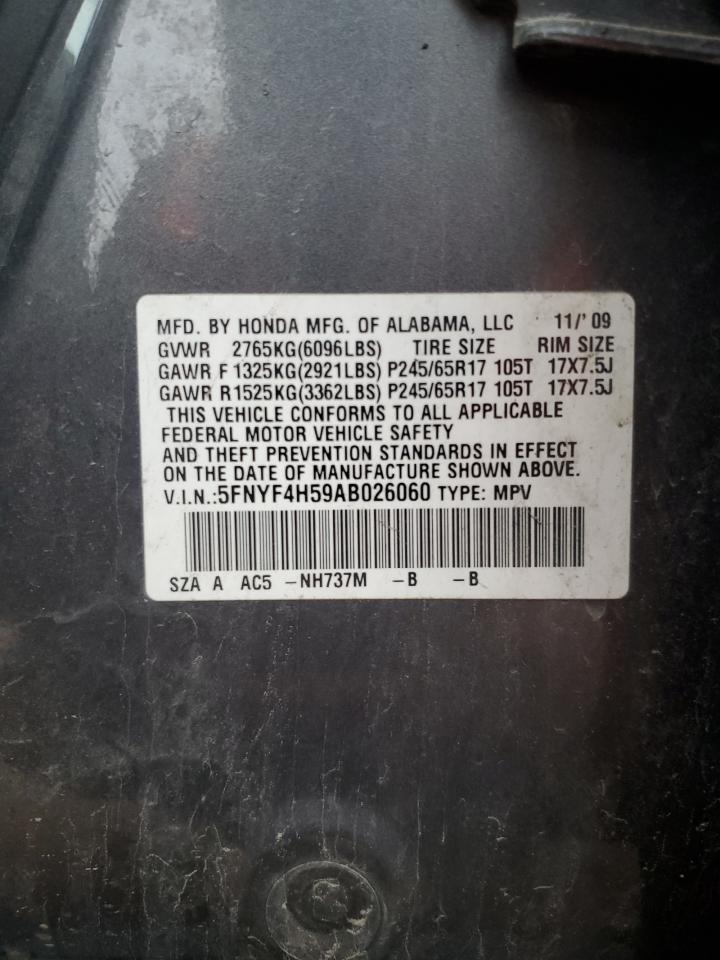 MFD. BY HONDA MFG. OF ALABAMA, LLC 11/' 09
GVWR 2765KG(6096LBS) TIRE SIZE RIM SIZE
GAWR F 1325KG(2921LBS) P245/65R17 105T 17X7.5J
GAWR R 1525KG(3362LBS) P245/65R17 105T 17X7.5J
THIS VEHICLE CONFORMS TO ALL APPLICABLE
FEDERAL MOTOR VEHICLE SAFETY
AND THEFT PREVENTION STANDARDS IN EFFECT
ON THE DATE OF MANUFACTURE SHOWN ABOVE.
V.I.N.:5FNYF4H59AB026060 TYPE: MPV
SZA A AC5 -NH737M -B -B